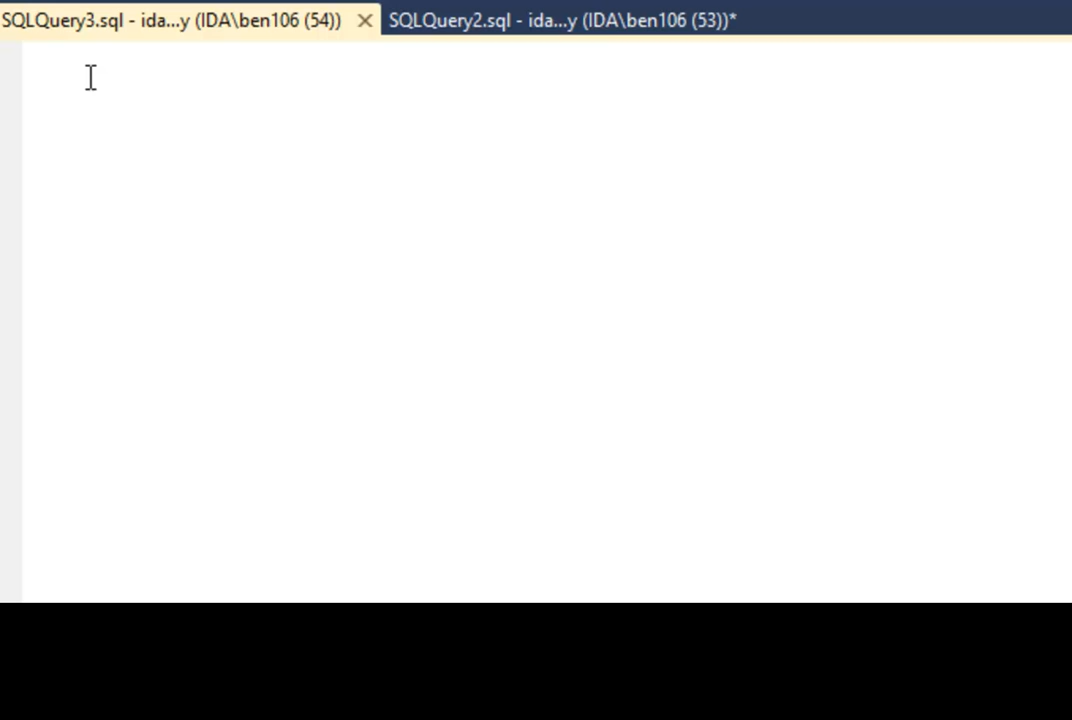 SQLQuery3.sql - ida...y (IDA\ben106 (54))
SQLQuery2.sql - ida...y (IDA\ben106 (53))*